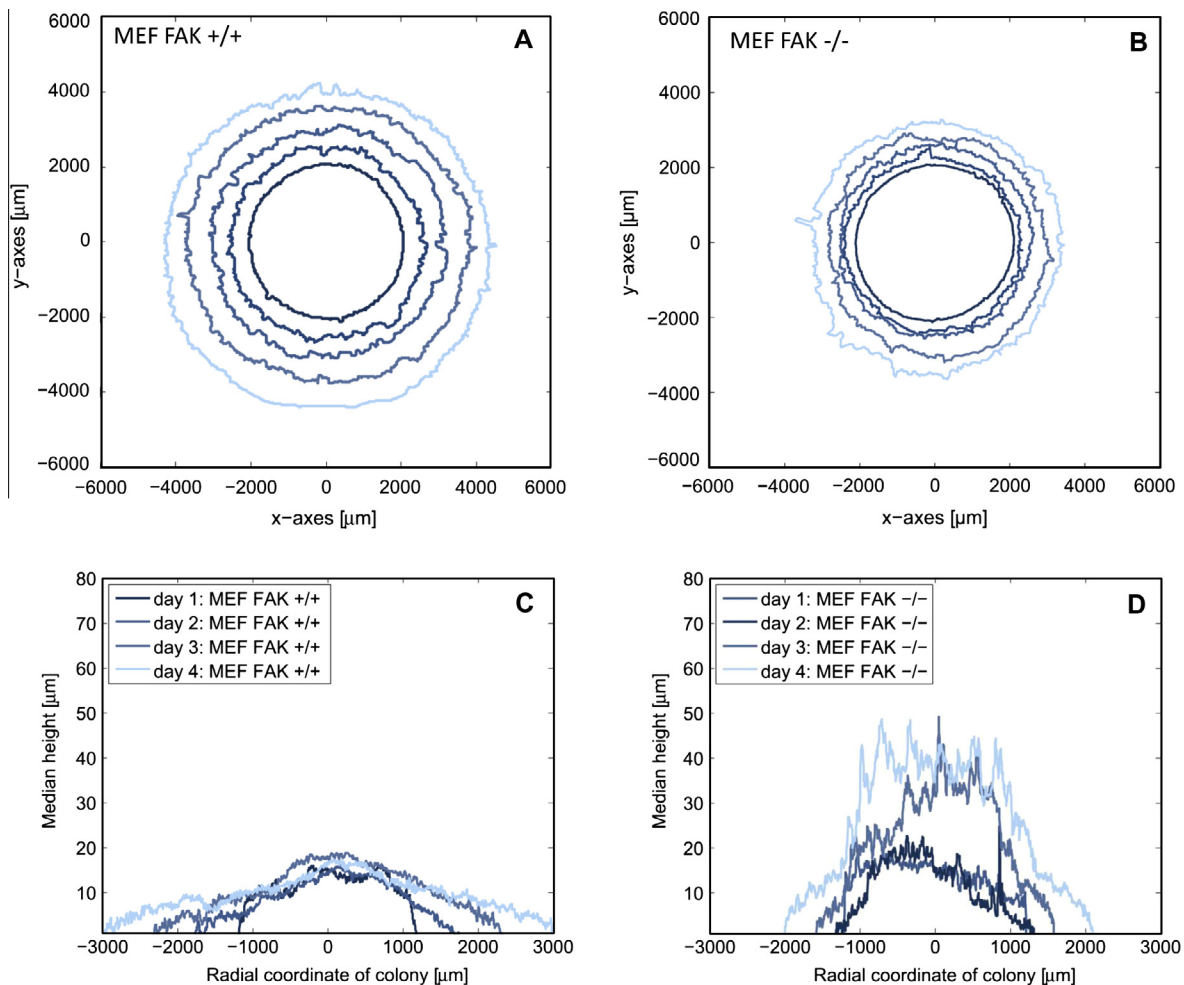 MEF FAK +/+
A
6000
4000
2000
0
−2000
−4000
−6000
y−axes [µm]
−6000 −4000 −2000 0 2000 4000 6000
x−axes [µm]
MEF FAK -/-
B
6000
4000
2000
0
−2000
−4000
−6000
y−axes [µm]
−6000 −4000 −2000 0 2000 4000 6000
x−axes [µm]
C
day 1: MEF FAK +/+
day 2: MEF FAK +/+
day 3: MEF FAK +/+
day 4: MEF FAK +/+
80
70
60
50
40
30
20
10
Median height [µm]
−3000 −2000 −1000 0 1000 2000 3000
Radial coordinate of colony [µm]
D
day 1: MEF FAK −/−
day 2: MEF FAK −/−
day 3: MEF FAK −/−
day 4: MEF FAK −/−
80
70
60
50
40
30
20
10
Median height [µm]
−3000 −2000 −1000 0 1000 2000 3000
Radial coordinate of colony [µm]